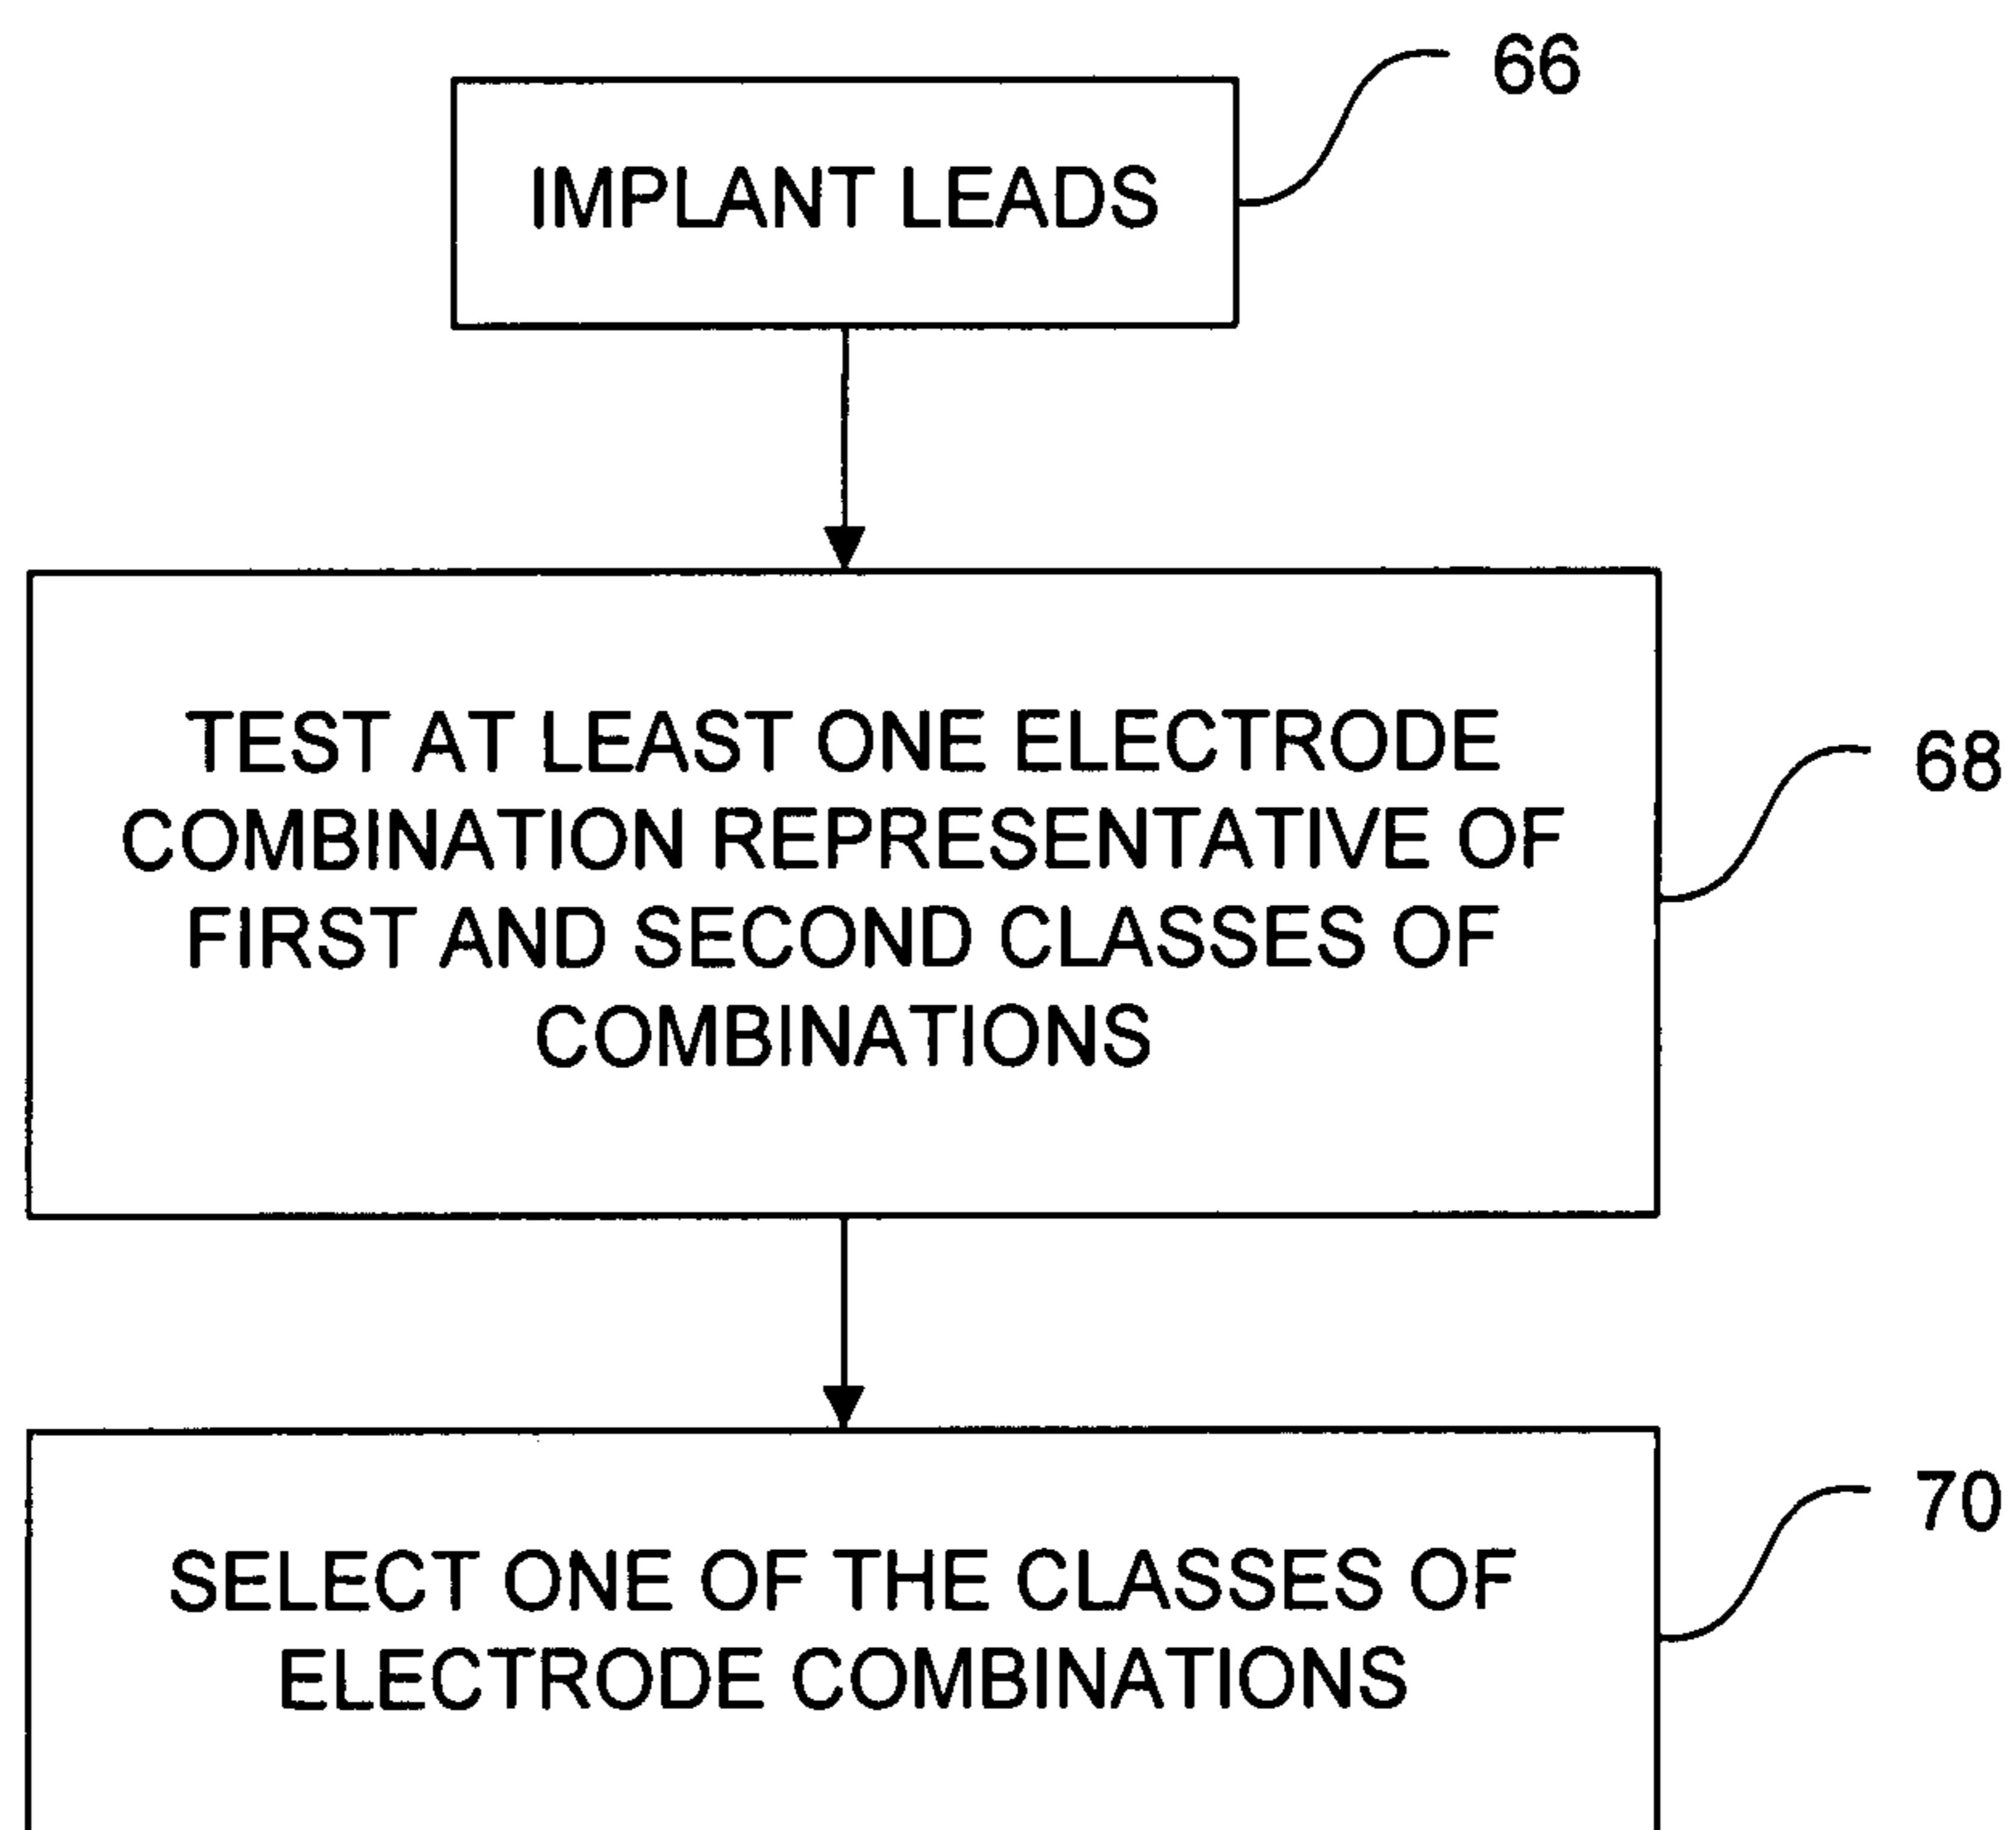 66
IMPLANT LEADS
TEST AT LEAST ONE ELECTRODE
COMBINATION REPRESENTATIVE OF
FIRST AND SECOND CLASSES OF
COMBINATIONS
68
SELECT ONE OF THE CLASSES OF
ELECTRODE COMBINATIONS
70